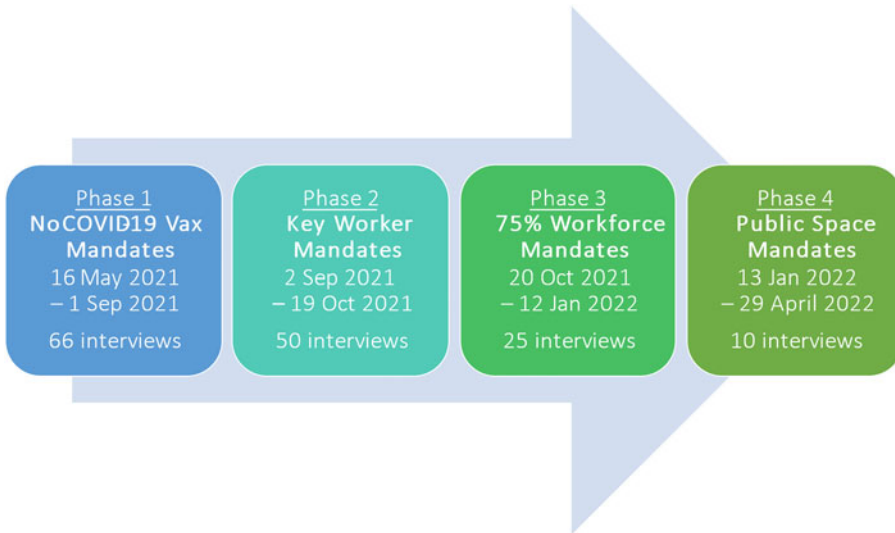 Phase 1
NoCOVID-19 Vax
Mandates
16 May 2021
– 1 Sep 2021
66 interviews
Phase 2
Key Worker
Mandates
2 Sep 2021
– 19 Oct 2021
50 interviews
Phase 3
75% Workforce
Mandates
20 Oct 2021
– 12 Jan 2022
25 interviews
Phase 4
Public Space
Mandates
13 Jan 2022
– 29 April 2022
10 interviews